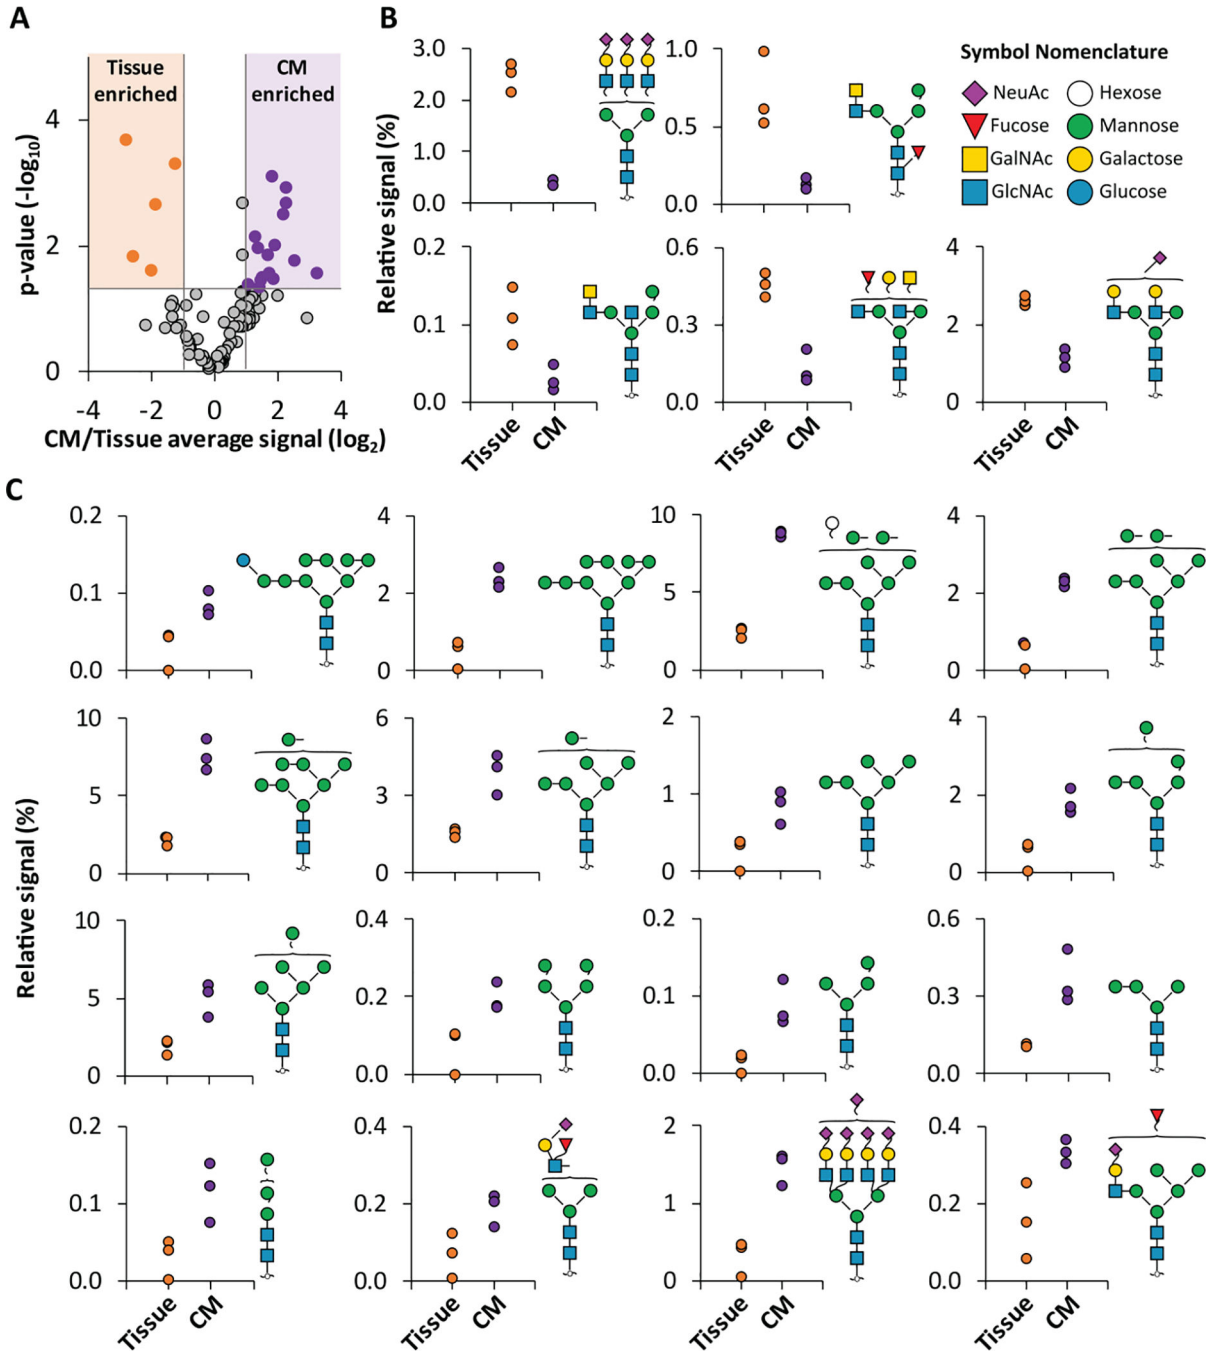 A
Tissue
enriched
CM
enriched
4
2
0
-4
-2
0
2
4
p-value (-log10)
CM/Tissue average signal (log2)
B
Relative signal (%)
3.0
2.0
1.0
0.0
1.0
0.5
0.0
Symbol Nomenclature
NeuAc
Hexose
Fucose
Mannose
GalNAc
Galactose
GlcNAc
Glucose
0.2
0.1
0.0
0.6
0.3
0.0
4
2
0
Tissue
CM
Tissue
CM
Tissue
CM
C
Relative signal (%)
0.2
0.1
0.0
4
2
0
10
5
0
4
2
0
10
5
0
6
3
0
2
1
0
4
2
0
10
5
0
0.4
0.2
0.0
0.2
0.1
0.0
0.6
0.3
0.0
0.2
0.1
0.0
0.4
0.2
0.0
2
1
0
0.4
0.2
0.0
Tissue
CM
Tissue
CM
Tissue
CM
Tissue
CM